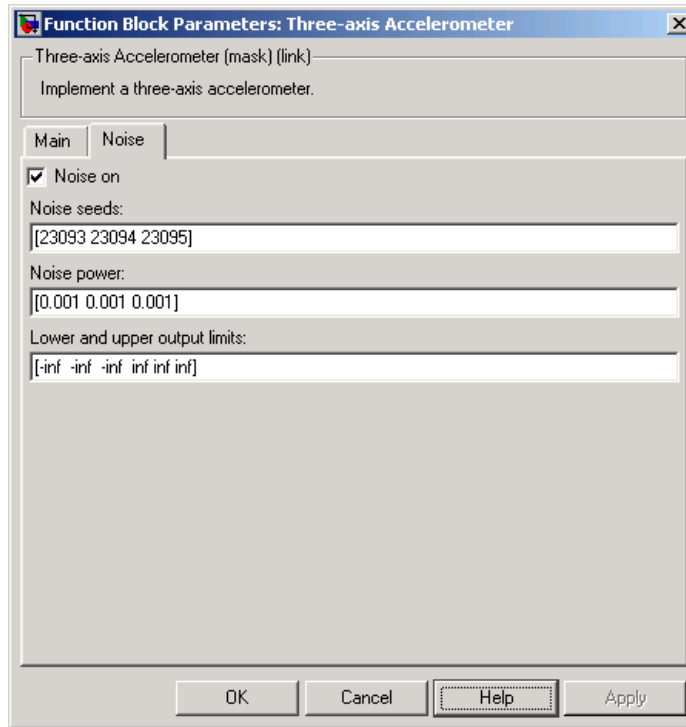 Function Block Parameters: Three-axis Accelerometer
Three-axis Accelerometer (mask) (link)
Implement a three-axis accelerometer.
Main Noise
Noise on
Noise seeds:
[23093 23094 23095]
Noise power:
[0.001 0.001 0.001]
Lower and upper output limits:
[-inf -inf -inf inf inf inf]
OK Cancel Help Apply